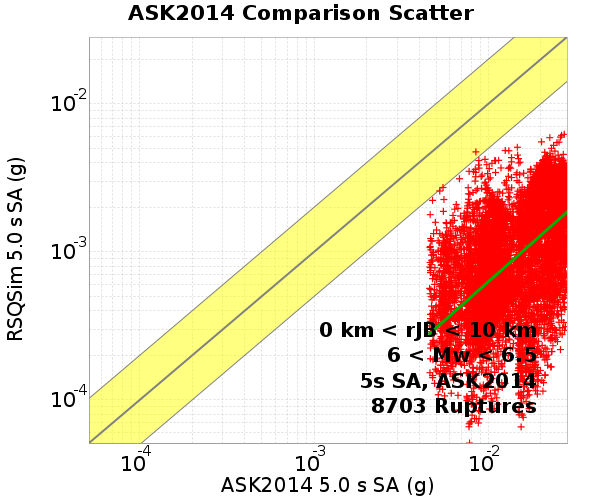 ASK2014 Comparison Scatter
RSQSim 5.0 s SA (g)
10-2
10-3
10-4
0 km < rJB < 10 km
6 < Mw < 6.5
5s SA, ASK2014
8703 Ruptures
10-4
10-3
10-2
ASK2014 5.0 s SA (g)